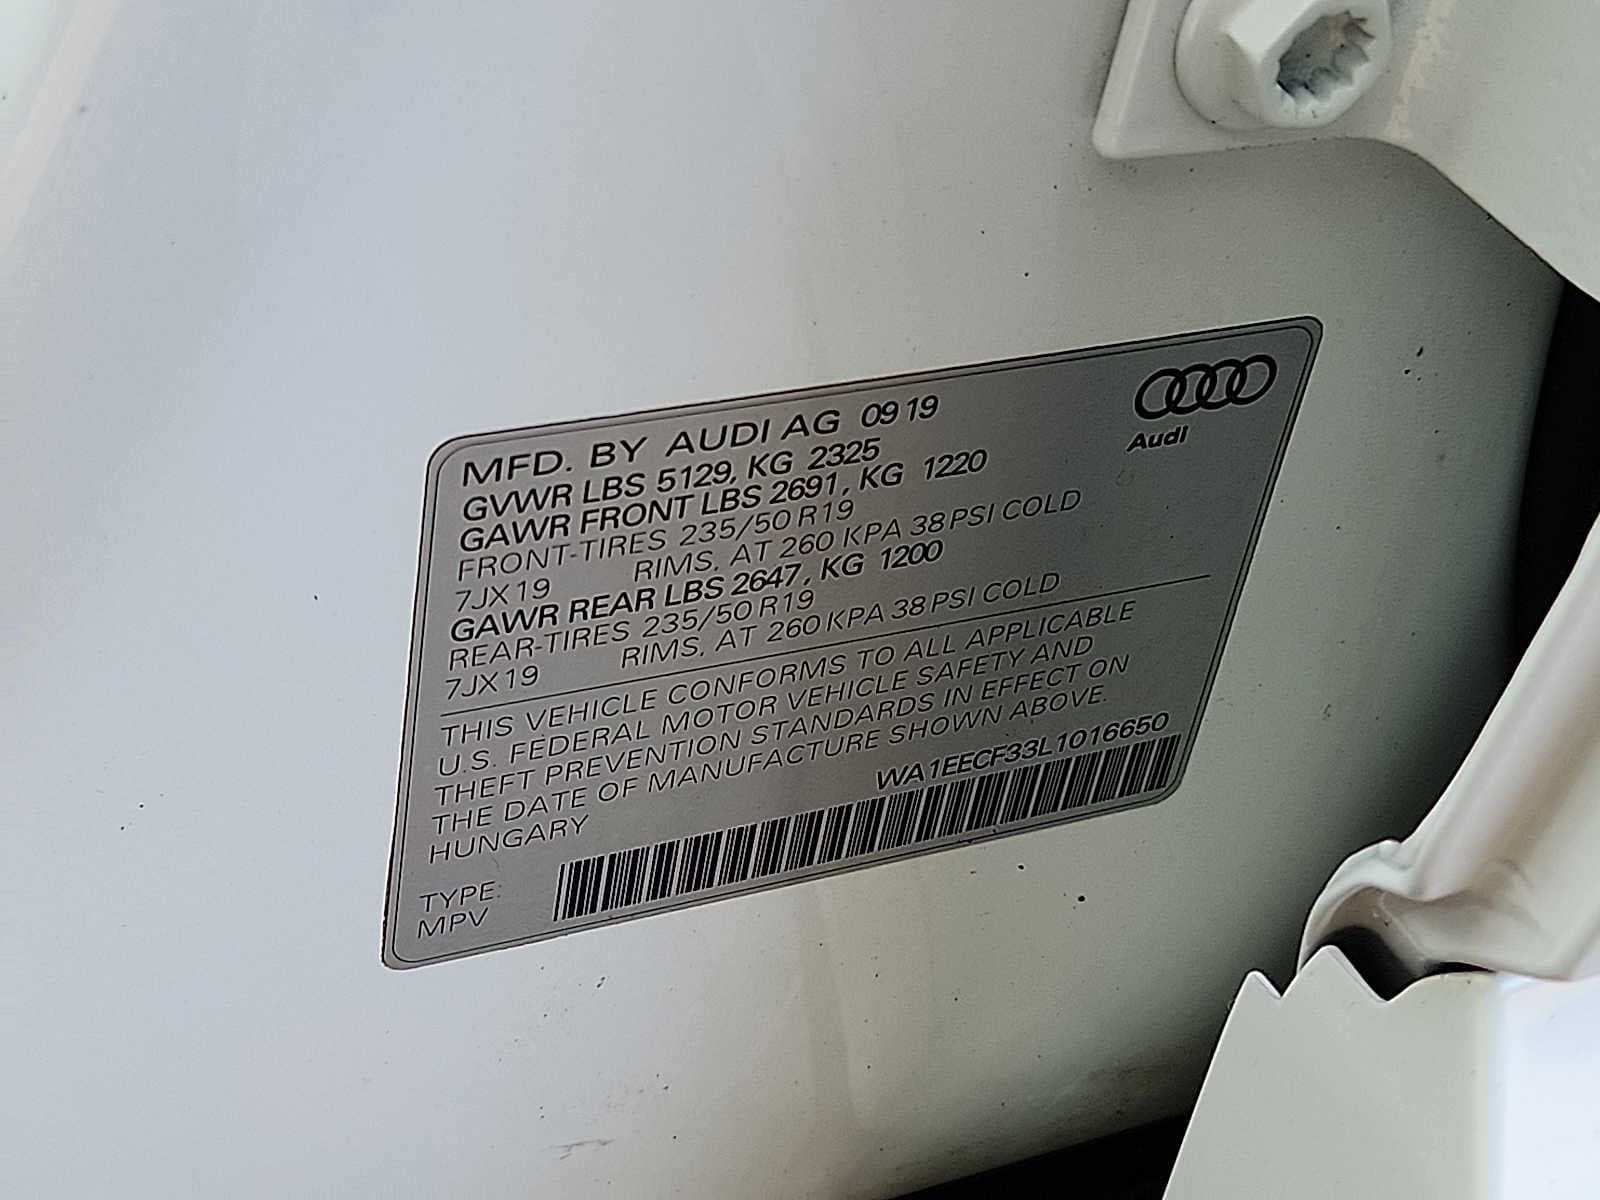 MFD. BY AUDI AG 09 19
GVWR LBS 5129, KG 2325
GAWR FRONT LBS 2691, KG 1220
FRONT-TIRES 235/50 R19
7JX19 RIMS, AT 260 KPA 38 PSI COLD
GAWR REAR LBS 2647, KG 1200
REAR-TIRES 235/50 R19
7JX19 RIMS, AT 260 KPA 38 PSI COLD
Audi
THIS VEHICLE CONFORMS TO ALL APPLICABLE
U.S. FEDERAL MOTOR VEHICLE SAFETY AND
THEFT PREVENTION STANDARDS IN EFFECT ON
THE DATE OF MANUFACTURE SHOWN ABOVE.
HUNGARY WA1EECF33L1016650
TYPE:
MPV